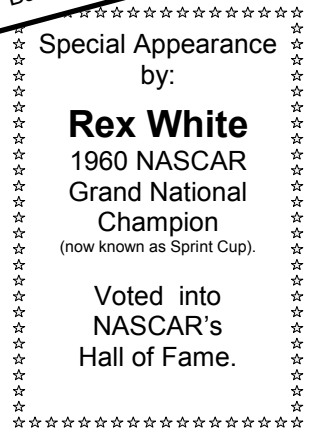 Special Appearance
by:
Rex White
1960 NASCAR
Grand National
Champion
(now known as Sprint Cup).
Voted into
NASCAR's
Hall of Fame.